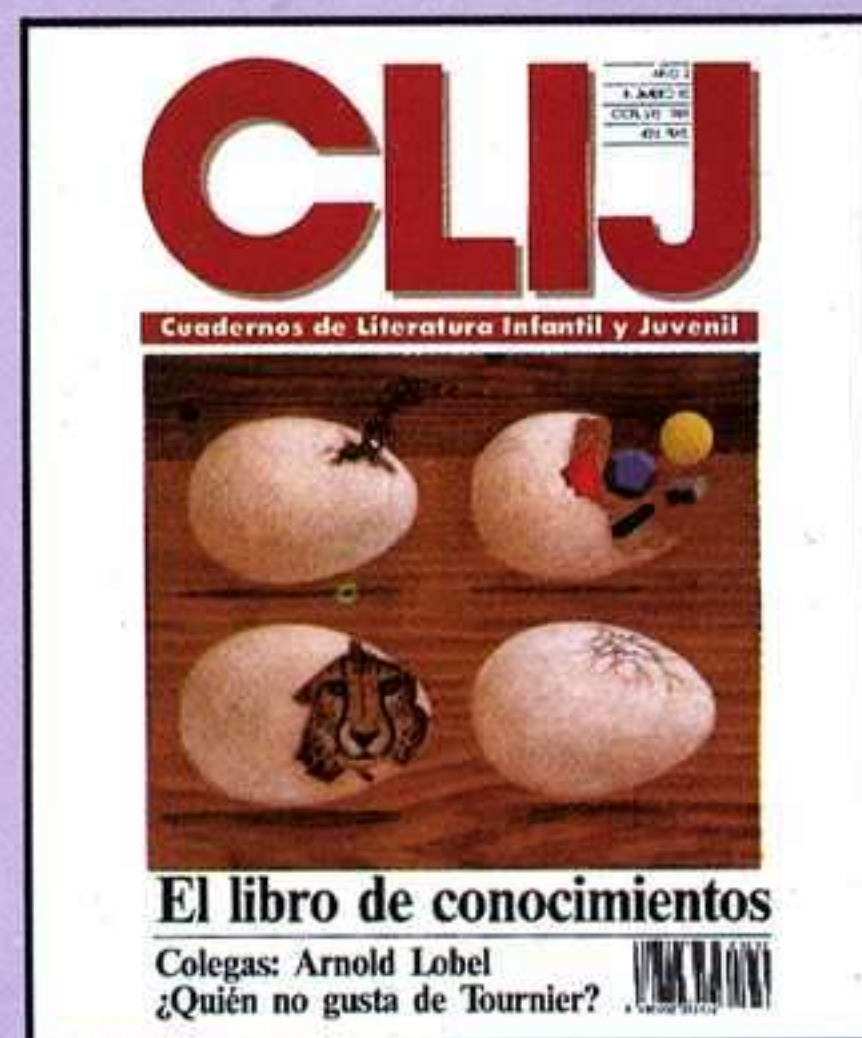 CLIJ
Cuadernos de Literatura Infantil y Juvenil
El libro de conocimientos
Colegas: Arnold Lobel
¿Quién no gusta de Tournier?